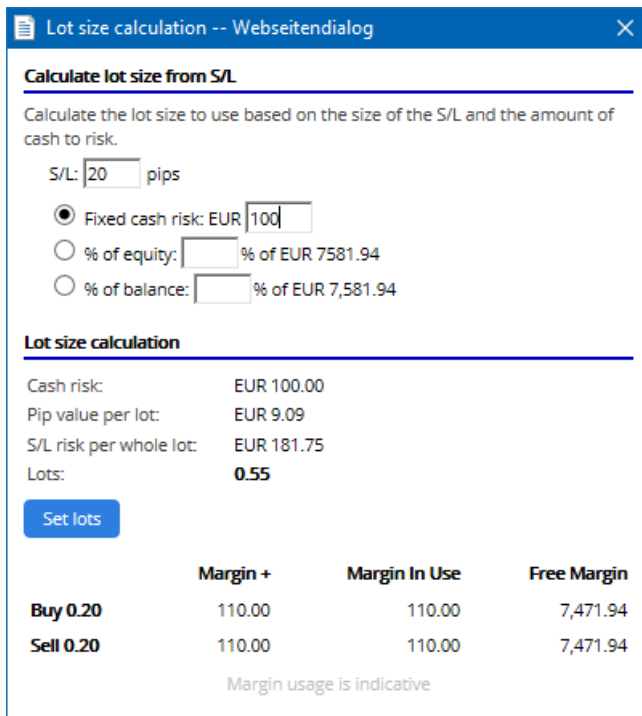 Lot size calculation -- Webseitendialog
Calculate lot size from S/L
Calculate the lot size to use based on the size of the S/L and the amount of
cash to risk.
S/L: 20 pips
Fixed cash risk: EUR 100
% of equity: % of EUR 7581.94
% of balance: % of EUR 7,581.94
Lot size calculation
Cash risk: EUR 100.00
Pip value per lot: EUR 9.09
S/L risk per whole lot: EUR 181.75
Lots: 0.55
Set lots
Margin + Margin In Use Free Margin
Buy 0.20 110.00 110.00 7,471.94
Sell 0.20 110.00 110.00 7,471.94
Margin usage is indicative